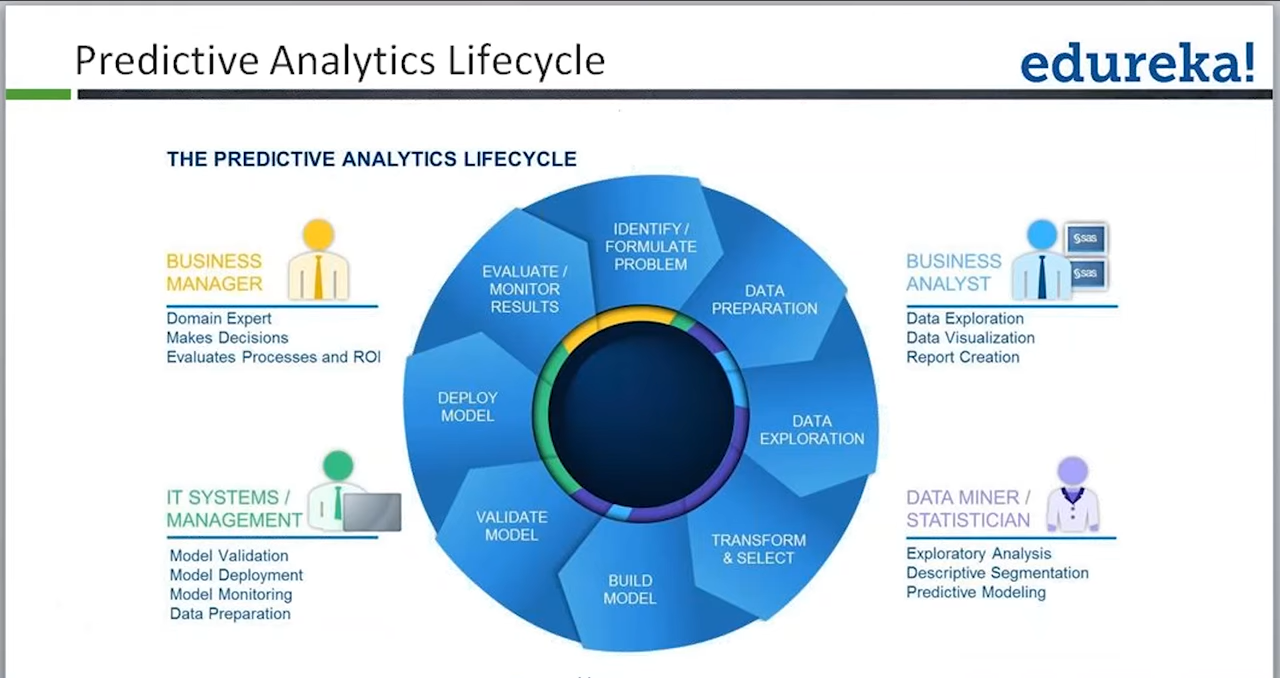 Predictive Analytics Lifecycle
edureka!
THE PREDICTIVE ANALYTICS LIFECYCLE
BUSINESS
MANAGER
Domain Expert
Makes Decisions
Evaluates Processes and ROI
IDENTIFY /
FORMULATE
PROBLEM
DATA
PREPARATION
DATA
EXPLORATION
TRANSFORM
& SELECT
BUILD
MODEL
VALIDATE
MODEL
DEPLOY
MODEL
EVALUATE /
MONITOR
RESULTS
BUSINESS
ANALYST
sas
sas
Data Exploration
Data Visualization
Report Creation
IT SYSTEMS /
MANAGEMENT
Model Validation
Model Deployment
Model Monitoring
Data Preparation
DATA MINER /
STATISTICIAN
Exploratory Analysis
Descriptive Segmentation
Predictive Modeling